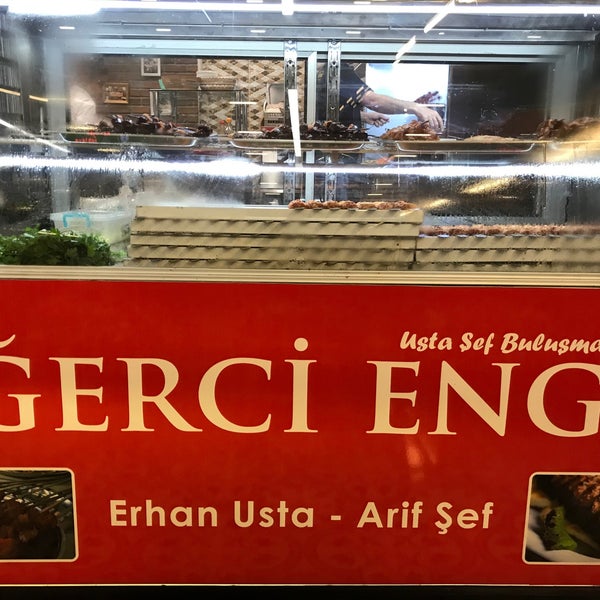 Usta Şef Buluşma
ĞERCİ ENG
Erhan Usta - Arif Şef